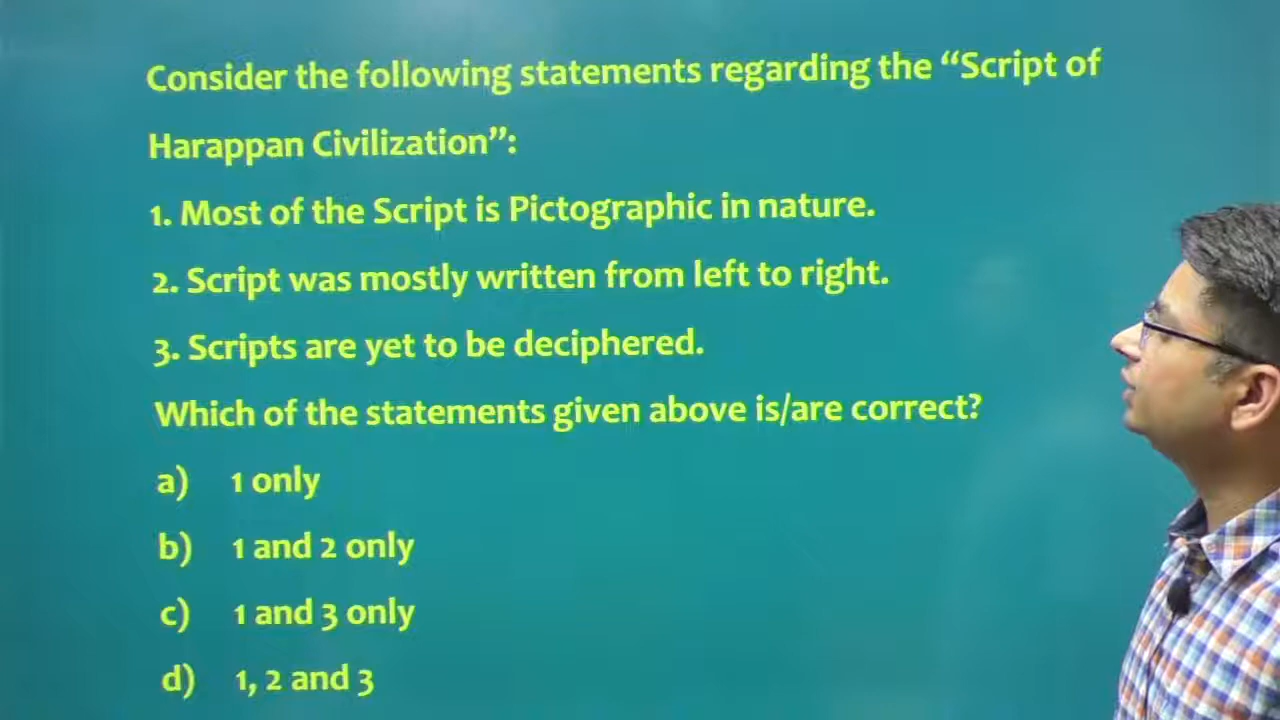 Consider the following statements regarding the “Script of
Harappan Civilization”:
1. Most of the Script is Pictographic in nature.
2. Script was mostly written from left to right.
3. Scripts are yet to be deciphered.
Which of the statements given above is/are correct?
a) 1 only
b) 1 and 2 only
c) 1 and 3 only
d) 1, 2 and 3